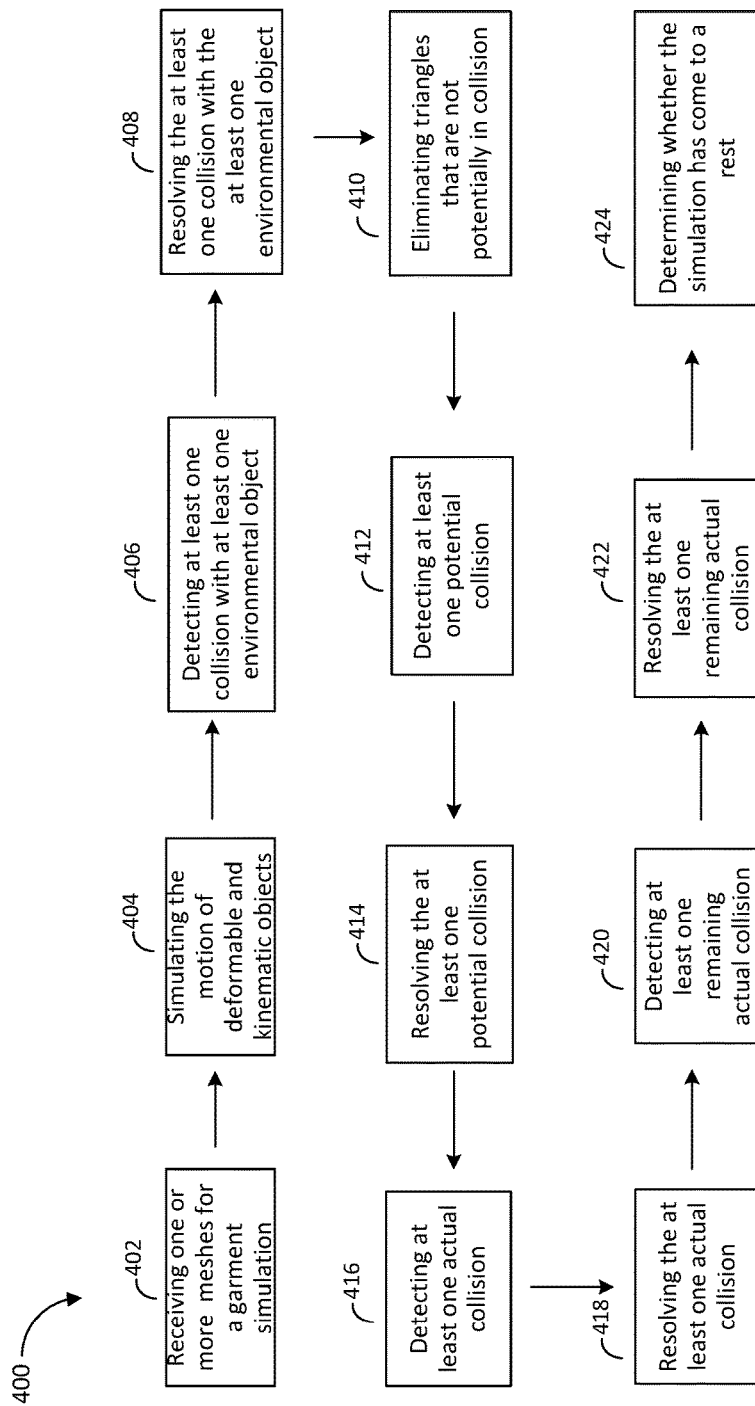 400
402
Receiving one or
more meshes for
a garment
simulation
404
Simulating the
motion of
deformable and
kinematic objects
406
Detecting at least one
collision with at least one
environmental object
408
Resolving the at least
one collision with the
at least one
environmental object
410
Eliminating triangles
that are not
potentially in collision
412
Detecting at least
one potential
collision
414
Resolving the at
least one
potential collision
416
Detecting at
least one actual
collision
418
Resolving the at
least one actual
collision
420
Detecting at
least one
remaining
actual collision
422
Resolving the at
least one
remaining actual
collision
424
Determining whether the
simulation has come to a
rest